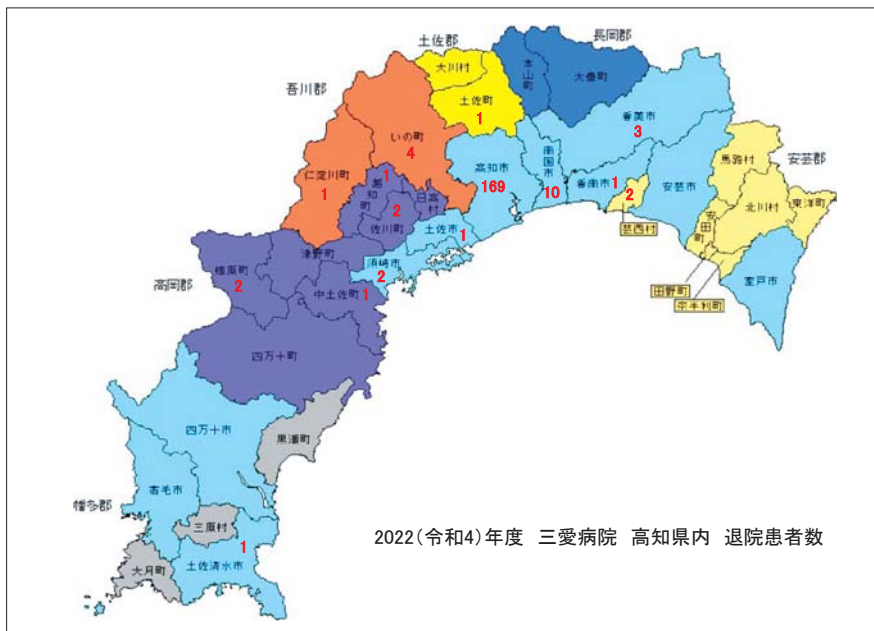 土佐郡
長岡郡
大川村
本山町
大豊町
吾川郡
土佐町
1
いの町
4
香美市
3
高知市
169
南国市
10
馬路村
安芸郡
仁淀川町
1
越知町
1
日高村
香南市
1
2
安芸市
北川村
東洋町
佐川町
2
土佐市
1
芸西村
安田町
津野町
須崎市
2
田野町
奈半利町
室戸市
高岡郡
梼原町
2
中土佐町
1
四万十町
四万十市
黒潮町
宿毛市
幡多郡
三原村
2022(令和4)年度 三愛病院 高知県内 退院患者数
1
大月町
土佐清水市